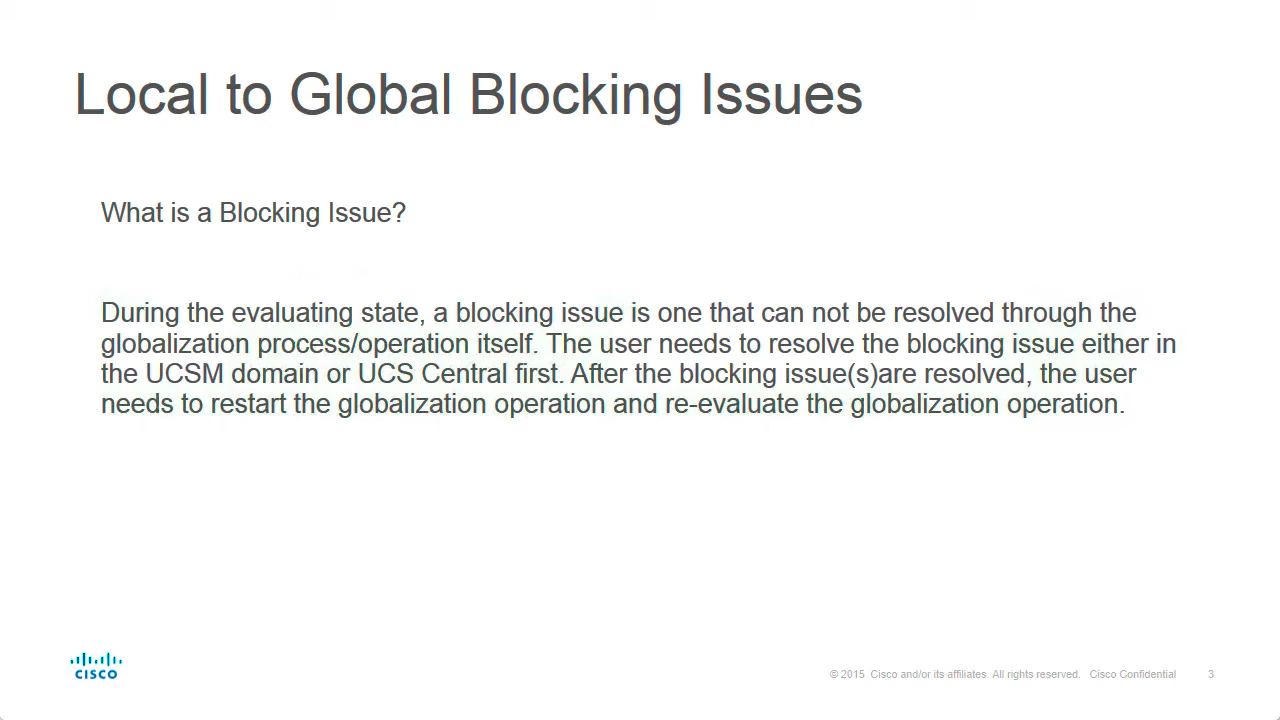 Local to Global Blocking Issues
What is a Blocking Issue?
During the evaluating state, a blocking issue is one that can not be resolved through the
globalization process/operation itself. The user needs to resolve the blocking issue either in
the UCSM domain or UCS Central first. After the blocking issue(s)are resolved, the user
needs to restart the globalization operation and re-evaluate the globalization operation.
CISCO
© 2015 Cisco and/or its affiliates. All rights reserved. Cisco Confidential 3